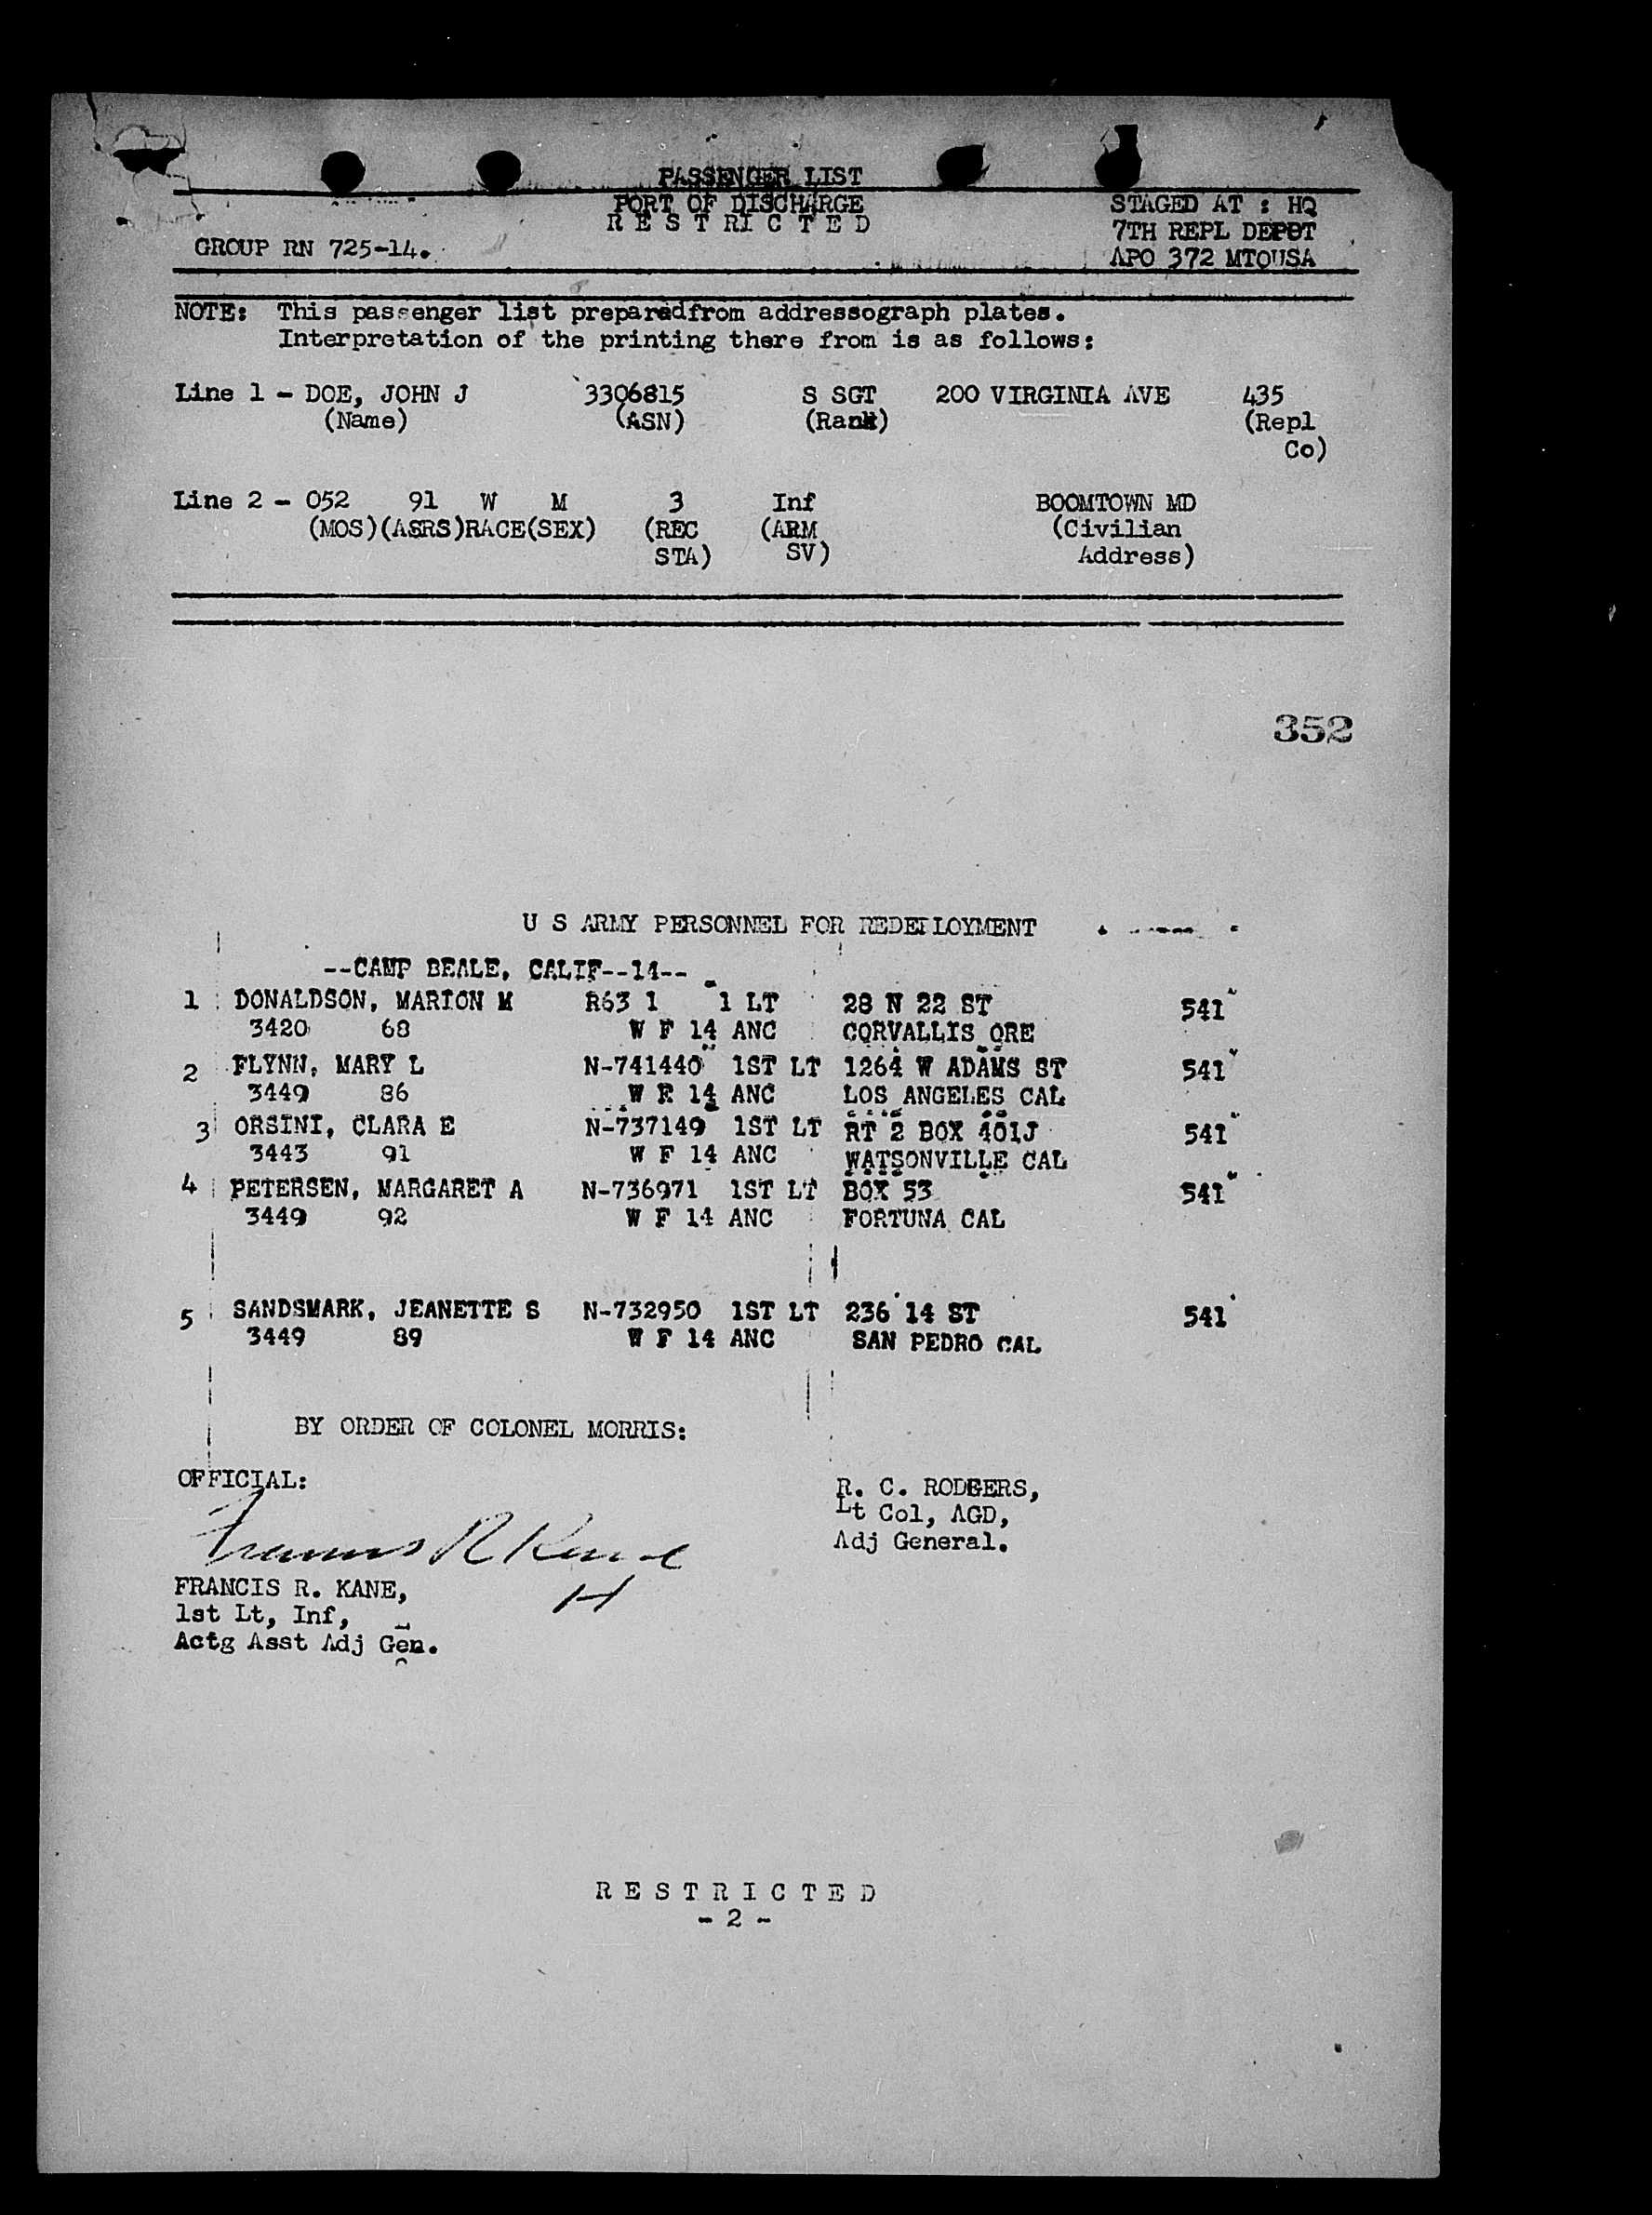 PASSENGER LIST
PORT OF DISCHARGE
RESTRICTED
STAGED AT : HQ
7TH REPL DEPOT
APO 372 MTOUSA
GROUP RN 725-14.
NOTE: This passenger list preparedfrom addressograph plates.
Interpretation of the printing there from is as follows:
Line 1 - DOE, JOHN J 3306815 S SGT 200 VIRGINIA AVE 435
(Name) (ASN) (Rank) (Repl
Co)
Line 2 - 052 91 W M 3 Inf BOOMTOWN MD
(MOS)(ASRS)RACE(SEX) (REC (ARM (Civilian
STA) SV) Address)
352
U S ARMY PERSONNEL FOR REDEPLOYMENT
--CAMP BEALE, CALIF--14--
1 DONALDSON, MARION M R63 1 1 LT 28 N 22 ST 541
3420 68 W F 14 ANC CORVALLIS ORE
2 FLYNN, MARY L N-741440 1ST LT 1264 W ADAMS ST 541
3449 86 W F 14 ANC LOS ANGELES CAL
3 ORSINI, CLARA E N-737149 1ST LT RT 2 BOX 401J 541
3443 91 W F 14 ANC WATSONVILLE CAL
4 PETERSEN, MARGARET A N-736971 1ST LT BOX 53 541
3449 92 W F 14 ANC FORTUNA CAL
5 SANDSMARK, JEANETTE S N-732950 1ST LT 236 14 ST 541
3449 89 W F 14 ANC SAN PEDRO CAL
BY ORDER OF COLONEL MORRIS:
OFFICIAL:
R. C. RODGERS,
Lt Col, AGD,
Adj General.
Francis R Kane
H
FRANCIS R. KANE,
1st Lt, Inf,
Actg Asst Adj Gen.
RESTRICTED
- 2 -